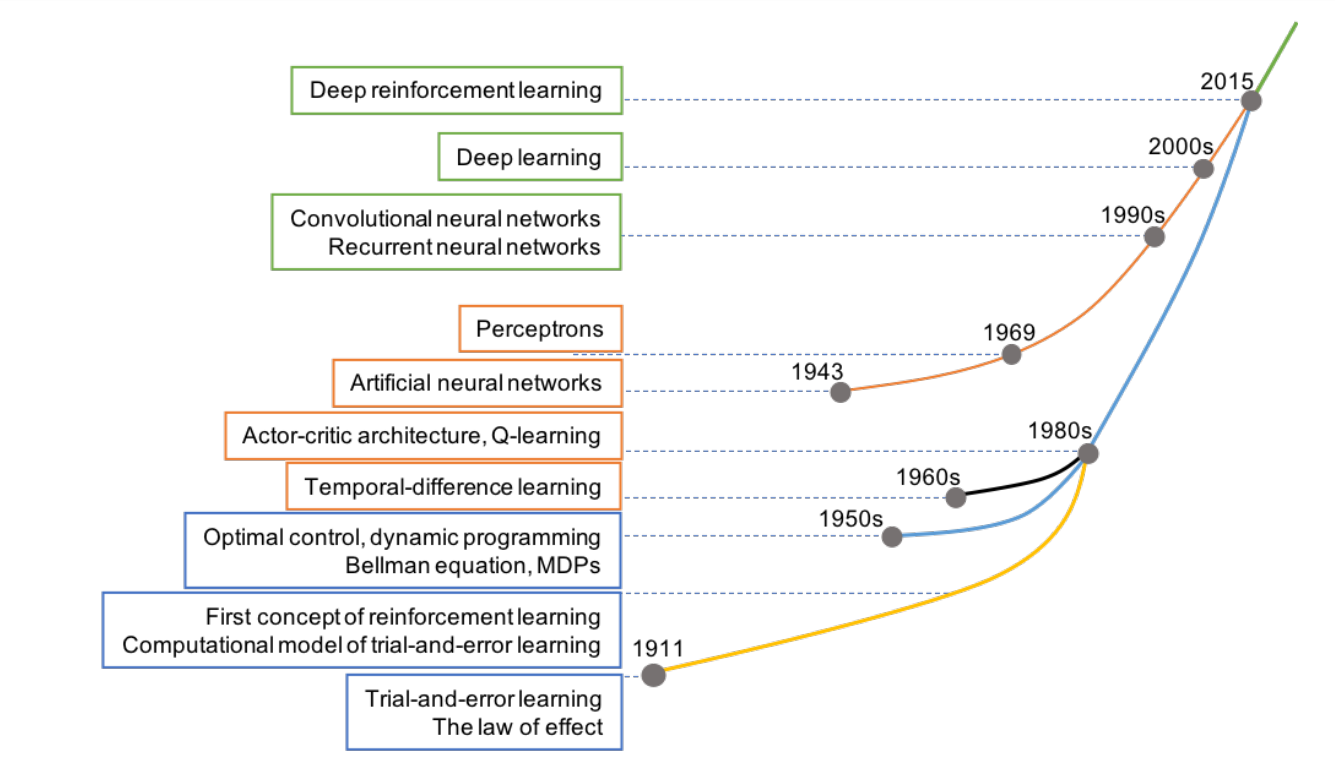 2015
Deep reinforcement learning
2000s
Deep learning
1990s
Convolutional neural networks
Recurrent neural networks
Perceptrons
1969
1943
Artificial neural networks
1980s
Actor-critic architecture, Q-learning
1960s
Temporal-difference learning
1950s
Optimal control, dynamic programming
Bellman equation, MDPs
First concept of reinforcement learning
Computational model of trial-and-error learning
1911
Trial-and-error learning
The law of effect